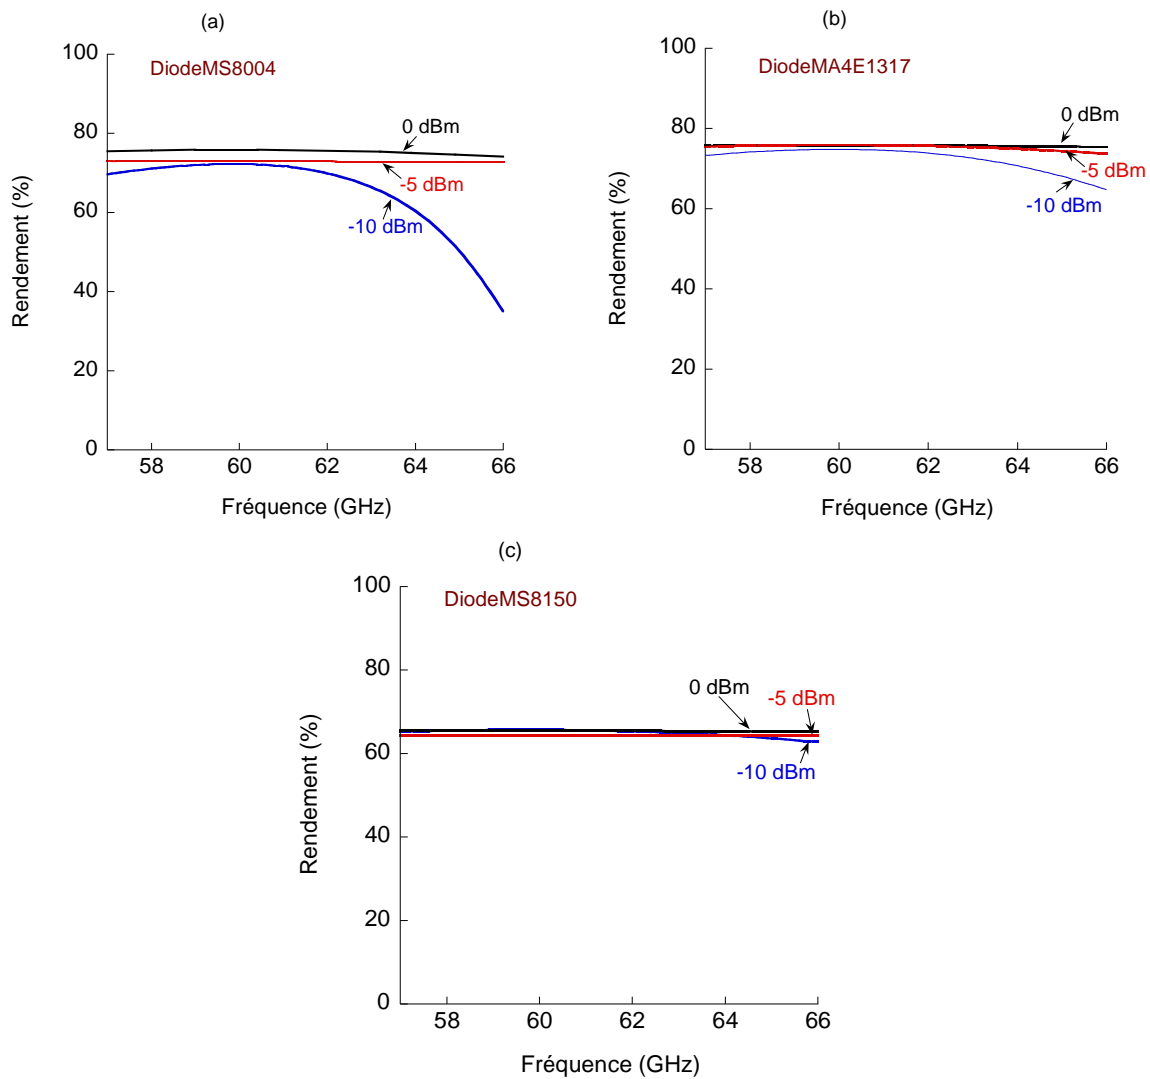 (a)
DiodeMS8004
100
80
60
40
20
0
0 dBm
-5 dBm
-10 dBm
58 60 62 64 66
Rendement (%)
Fréquence (GHz)
(b)
DiodeMA4E1317
100
80
60
40
20
0
0 dBm
-5 dBm
-10 dBm
58 60 62 64 66
Rendement (%)
Fréquence (GHz)
(c)
DiodeMS8150
100
80
60
40
20
0
0 dBm
-5 dBm
-10 dBm
58 60 62 64 66
Rendement (%)
Fréquence (GHz)